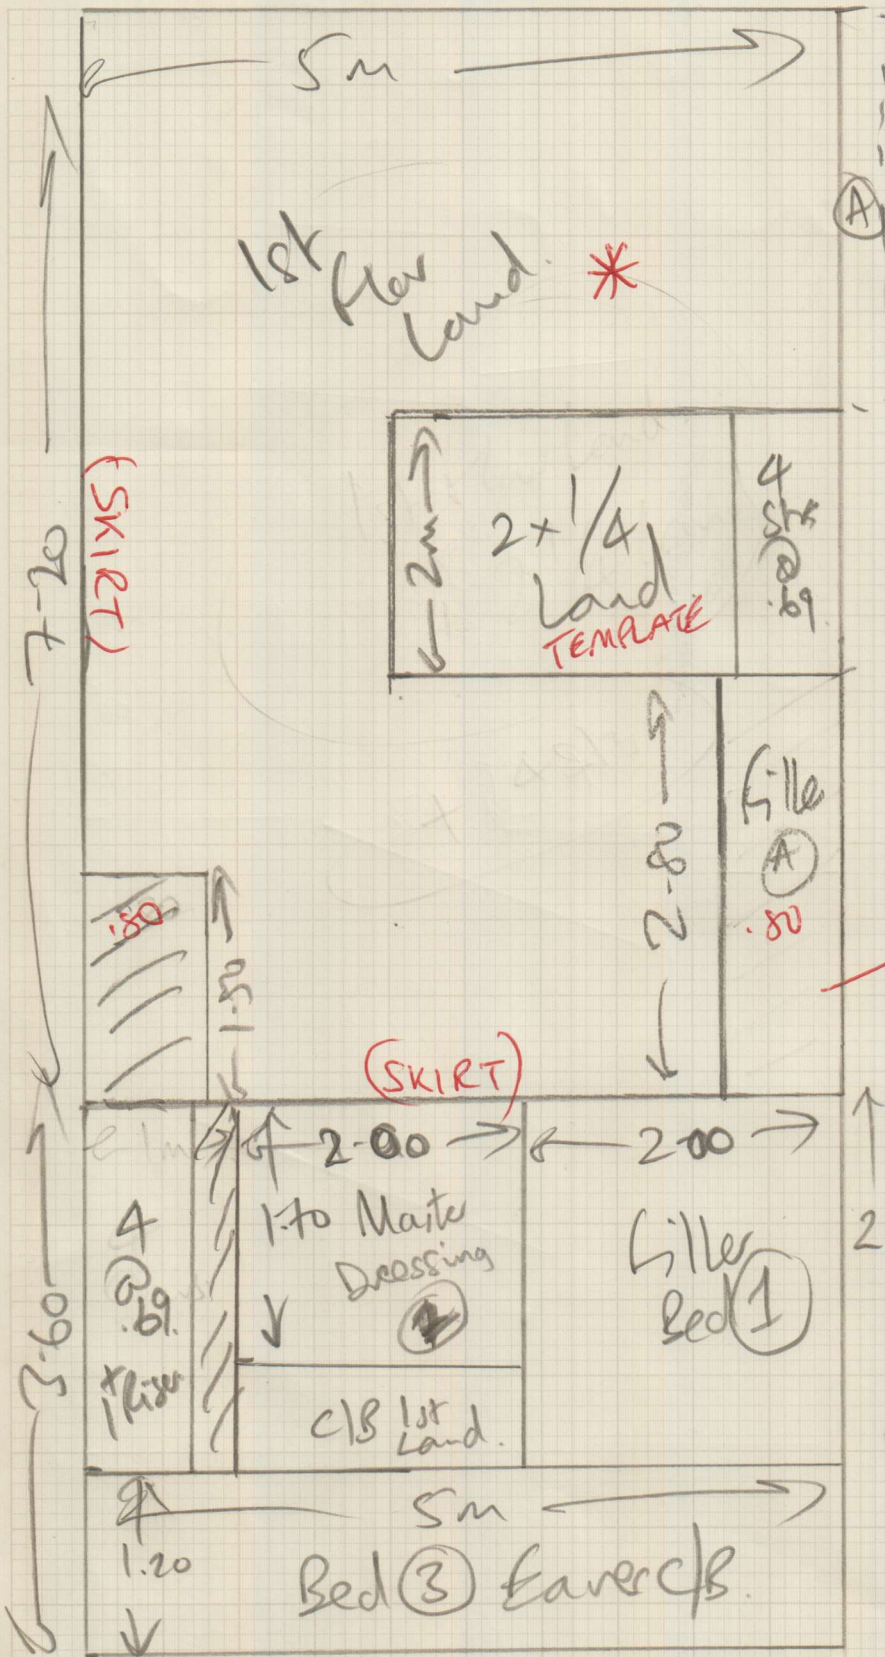 5m
A
1st
Floor
Land.
*
7-20
(SKIRT)
2m
2 x 1/4
Land
TEMPLATE
4
strs
@
.69
2-80
Filler
A
.80
.80
1.50
(SKIRT)
2-00
2-00
2
4
@
.69.
+
1 Riser
1.70 Master
Dressing
Filler
Bed 1
3-60
C/B 1st
Land.
5m
1.20
Bed 3 Eaves C/B.